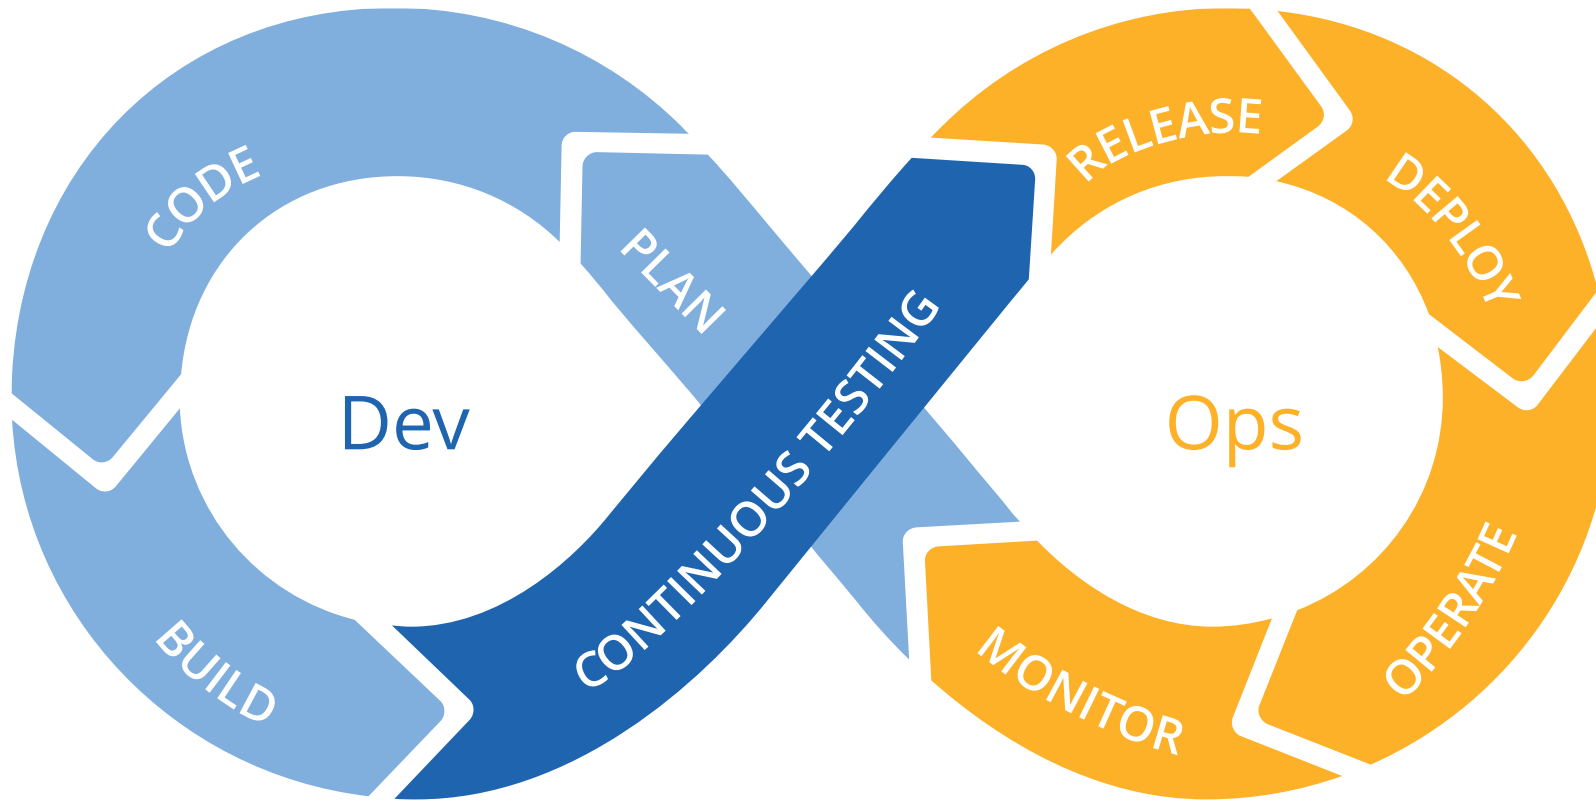 CODE
PLAN
BUILD
Dev
CONTINUOUS TESTING
RELEASE
DEPLOY
Ops
OPERATE
MONITOR